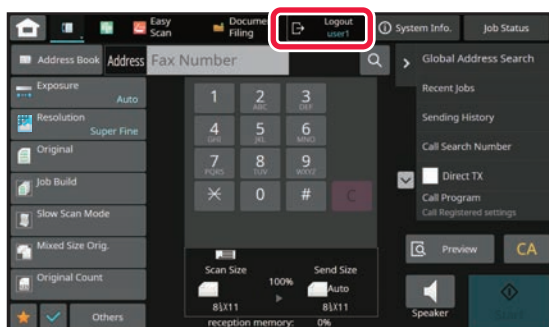 Easy
Scan
Documen
Filing
Logout
user1
System Info.
Job Status
Address Book
Address
Fax Number
Global Address Search
Exposure
Auto
Resolution
Super Fine
Original
Job Build
Slow Scan Mode
Mixed Size Orig.
Original Count
Others
1
2
ABC
3
DEF
4
GHI
5
JKL
6
MNO
7
PQRS
8
TUV
9
WXYZ
0
#
C
Scan Size
100%
Send Size
Auto
8½X11
8½X11
reception memory: 0%
Recent Jobs
Sending History
Call Search Number
Direct TX
Call Program
Call Registered settings
Preview
CA
Speaker
Start